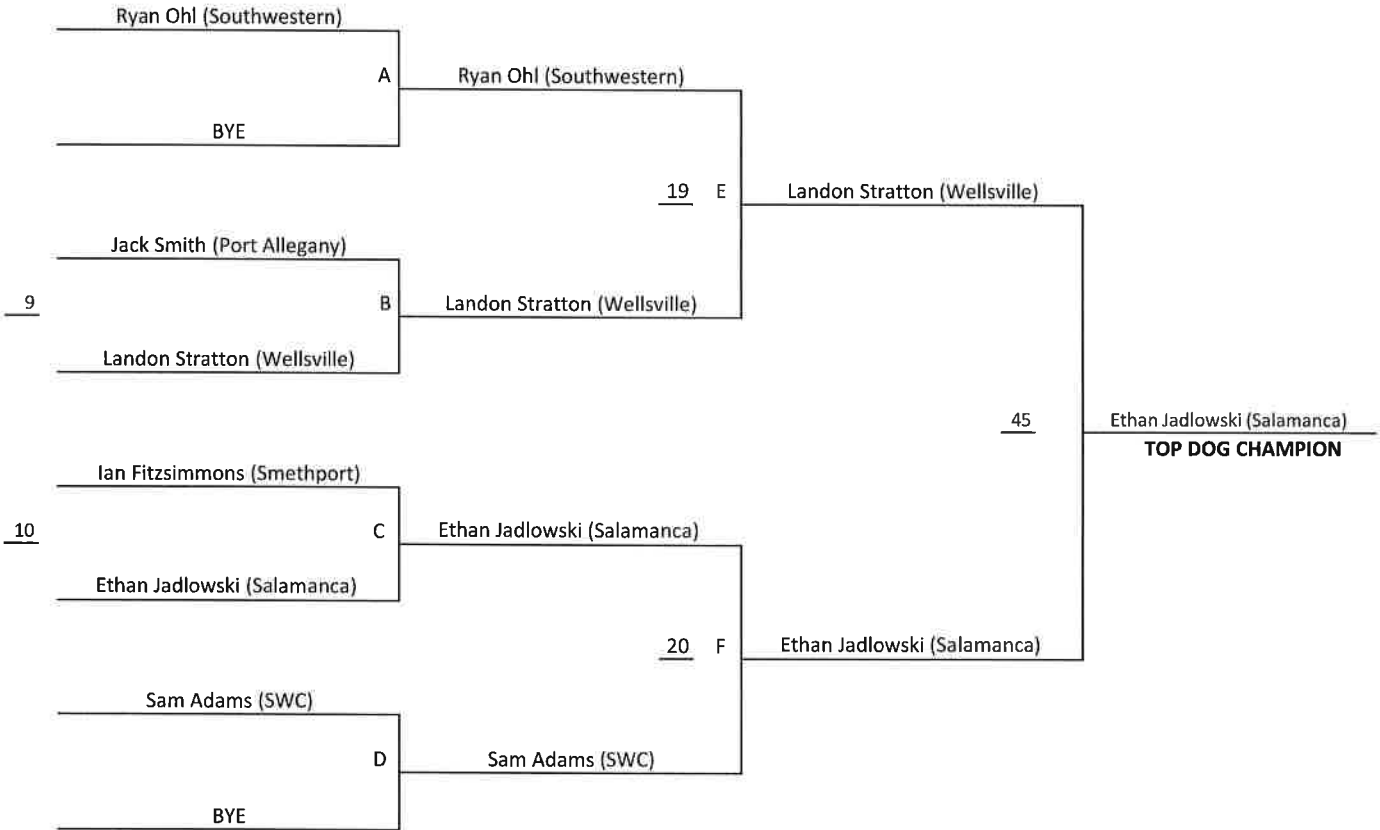 Ryan Ohl (Southwestern)
A
Ryan Ohl (Southwestern)
BYE
19
E
Landon Stratton (Wellsville)
Jack Smith (Port Allegany)
9
B
Landon Stratton (Wellsville)
Landon Stratton (Wellsville)
45
Ethan Jadlowski (Salamanca)
TOP DOG CHAMPION
Ian Fitzsimmons (Smethport)
10
C
Ethan Jadlowski (Salamanca)
Ethan Jadlowski (Salamanca)
20
F
Ethan Jadlowski (Salamanca)
Sam Adams (SWC)
D
Sam Adams (SWC)
BYE